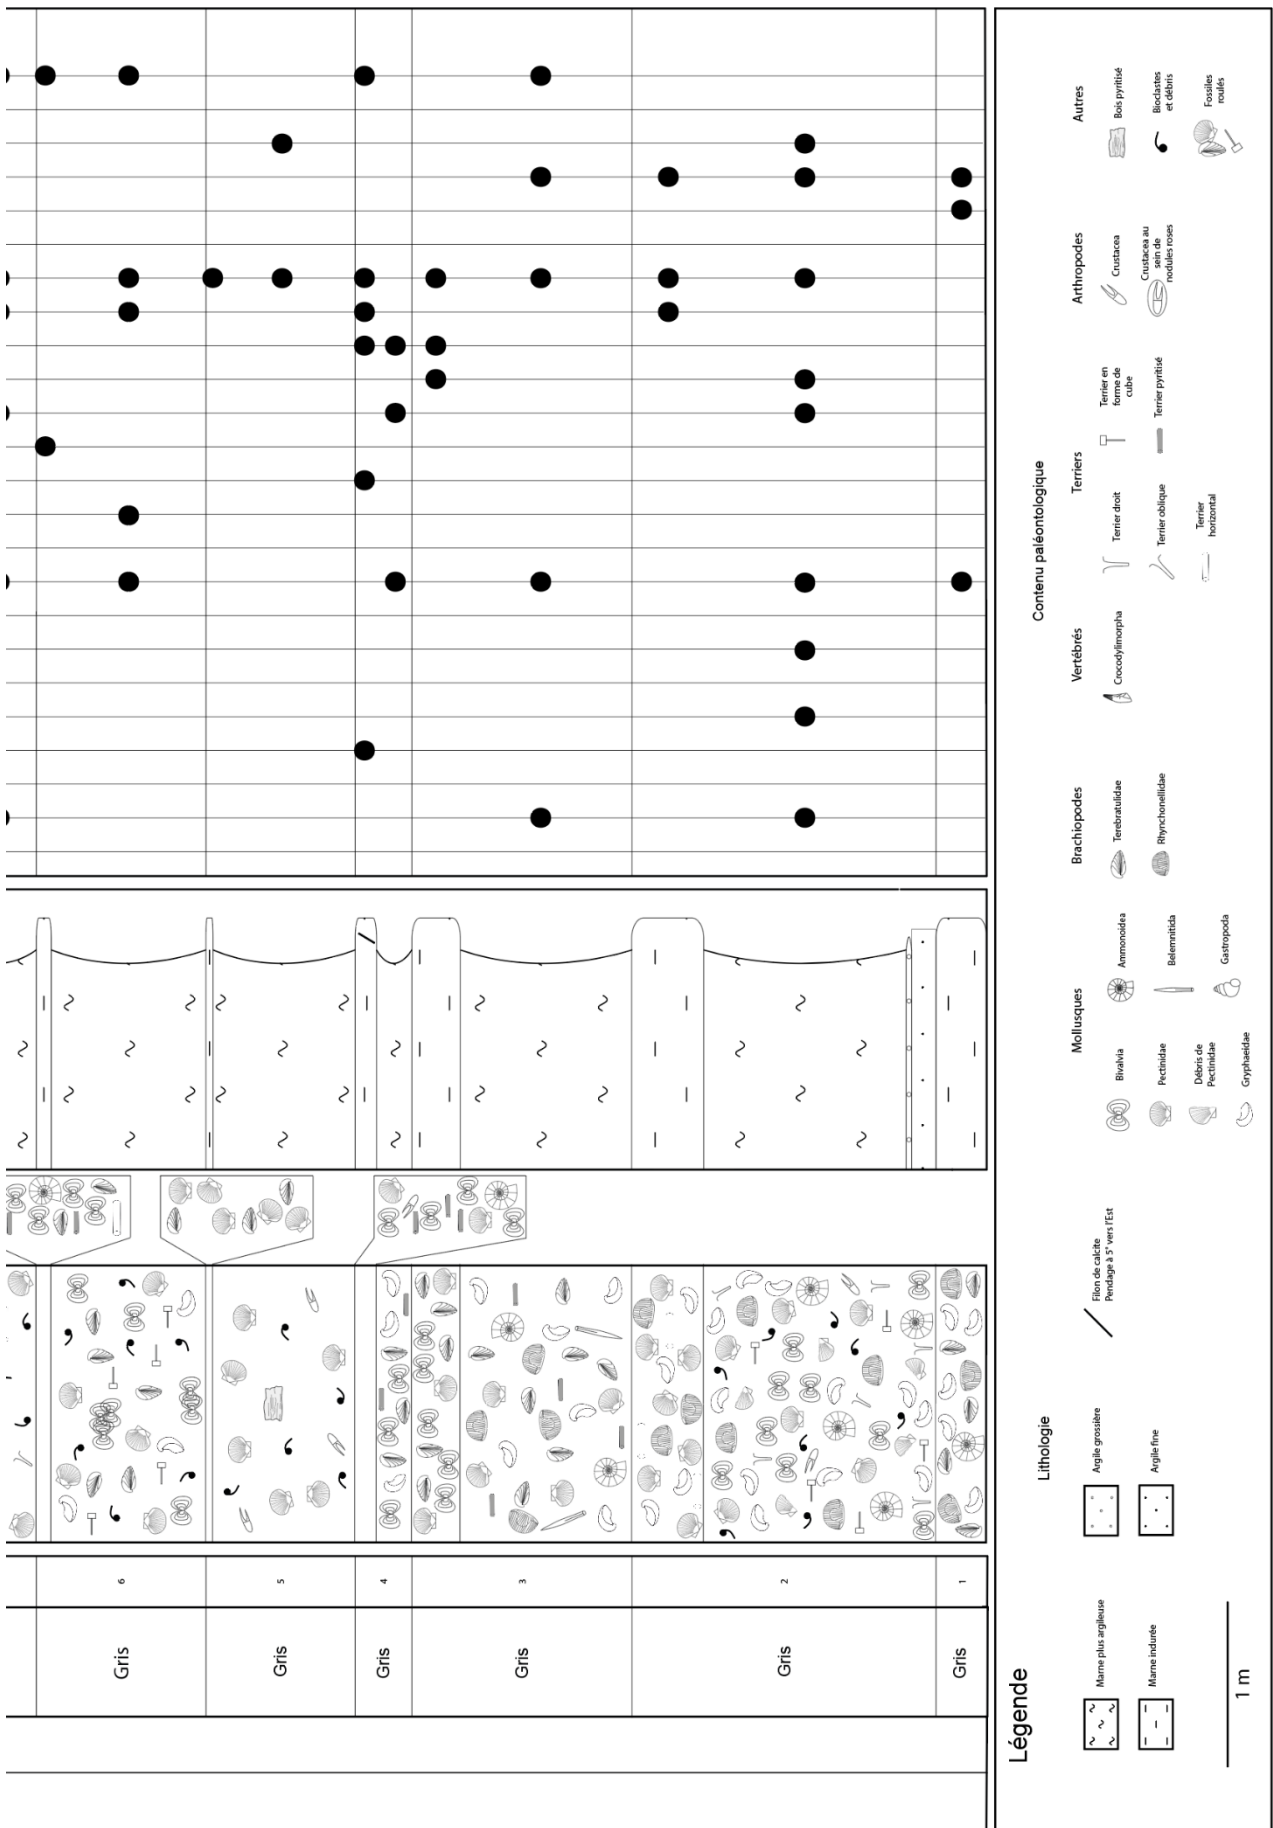 6
5
4
3
2
1
Gris
Gris
Gris
Gris
Gris
Gris
Légende
Lithologie
Marne plus argileuse
Marne indurée
Argile grossière
Argile fine
Filon de calcite
Pendage à 5° vers l'Est
1 m
Contenu paléontologique
Mollusques
Bivalvia
Pectinidae
Débris de
Pectinidae
Gryphaeidae
Ammonoidea
Belemnitida
Gastropoda
Brachiopodes
Terebratulidae
Rhynchonellidae
Vertébrés
Crocodylimorpha
Terriers
Terrier droit
Terrier oblique
Terrier
horizontal
Terrier en
forme de
cube
Terrier pyritisé
Arthropodes
Crustacea
Crustacea au
sein de
nodules roses
Autres
Bois pyritisé
Bioclastes
et débris
Fossiles
roulés